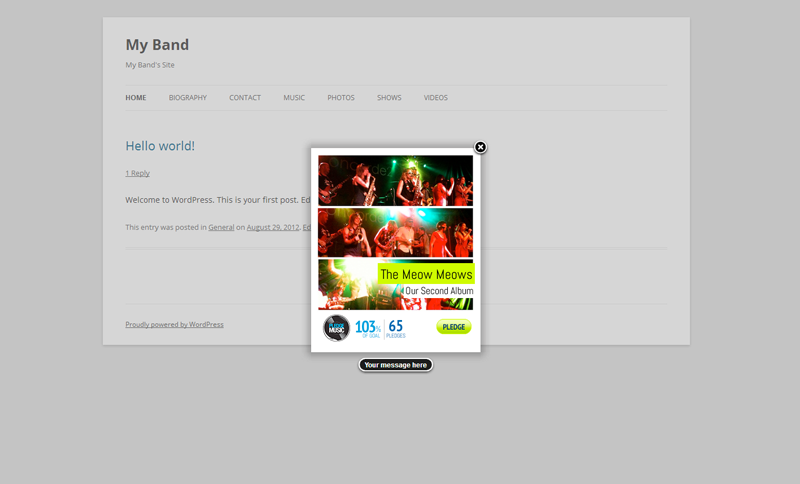 My Band
My Band's Site
HOME BIOGRAPHY CONTACT MUSIC PHOTOS SHOWS VIDEOS
Hello world!
1 Reply
Welcome to WordPress. This is your first post. Ed
This entry was posted in General on August 29, 2012. Ed
The Meow Meows
Our Second Album
PLEDGE
MUSIC
103%
OF GOAL
65
PLEDGES
PLEDGE
Your message here
Proudly powered by WordPress